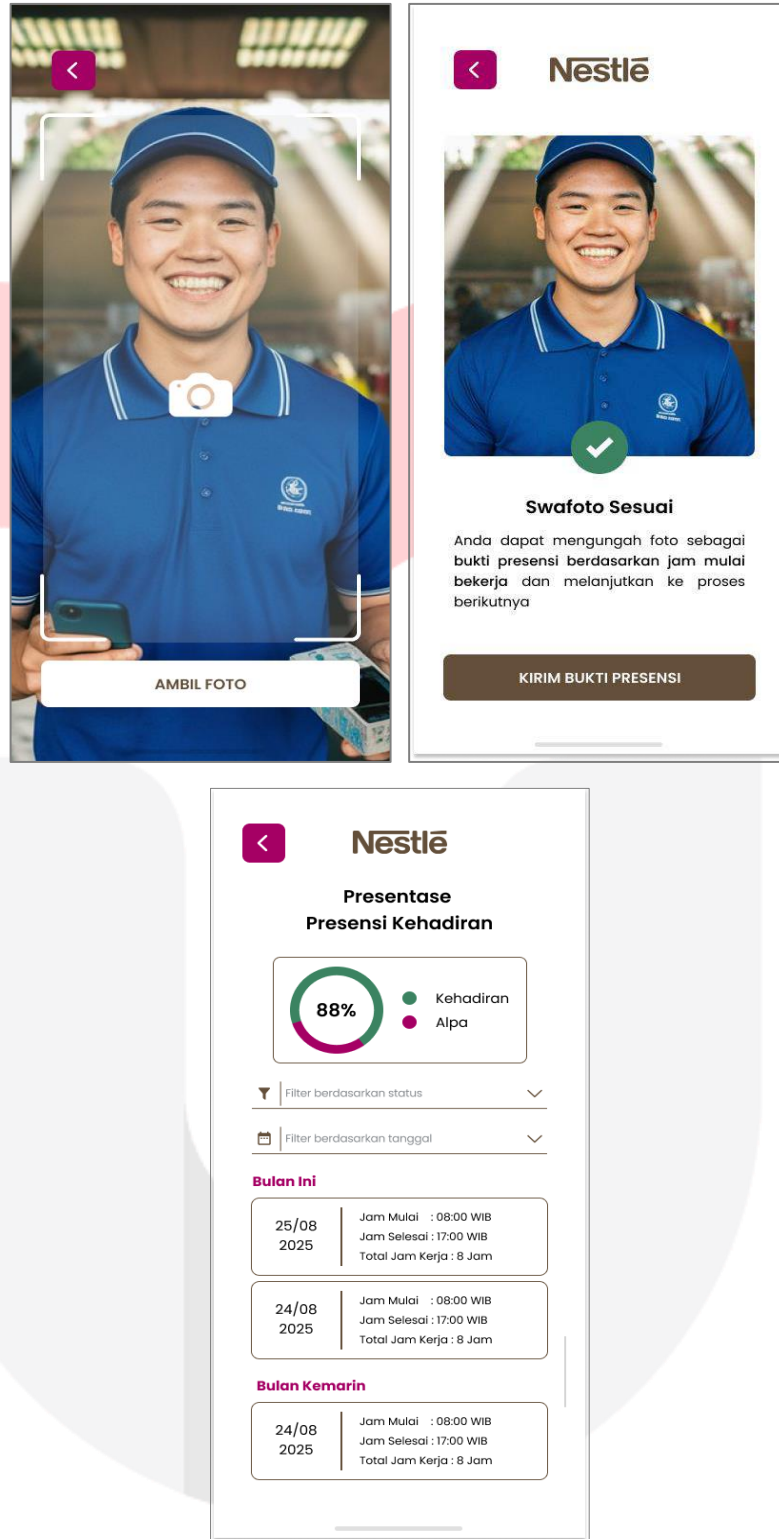 AMBIL FOTO
Nestlé
Swafoto Sesuai
Anda dapat mengungah foto sebagai
bukti presensi berdasarkan jam mulai
bekerja dan melanjutkan ke proses
berikutnya
KIRIM BUKTI PRESENSI
Nestlé
Presentase
Presensi Kehadiran
88%
Kehadiran
Alpa
Filter berdasarkan status
Filter berdasarkan tanggal
Bulan Ini
25/08
2025
Jam Mulai : 08:00 WIB
Jam Selesai : 17:00 WIB
Total Jam Kerja : 8 Jam
24/08
2025
Jam Mulai : 08:00 WIB
Jam Selesai : 17:00 WIB
Total Jam Kerja : 8 Jam
Bulan Kemarin
24/08
2025
Jam Mulai : 08:00 WIB
Jam Selesai : 17:00 WIB
Total Jam Kerja : 8 Jam